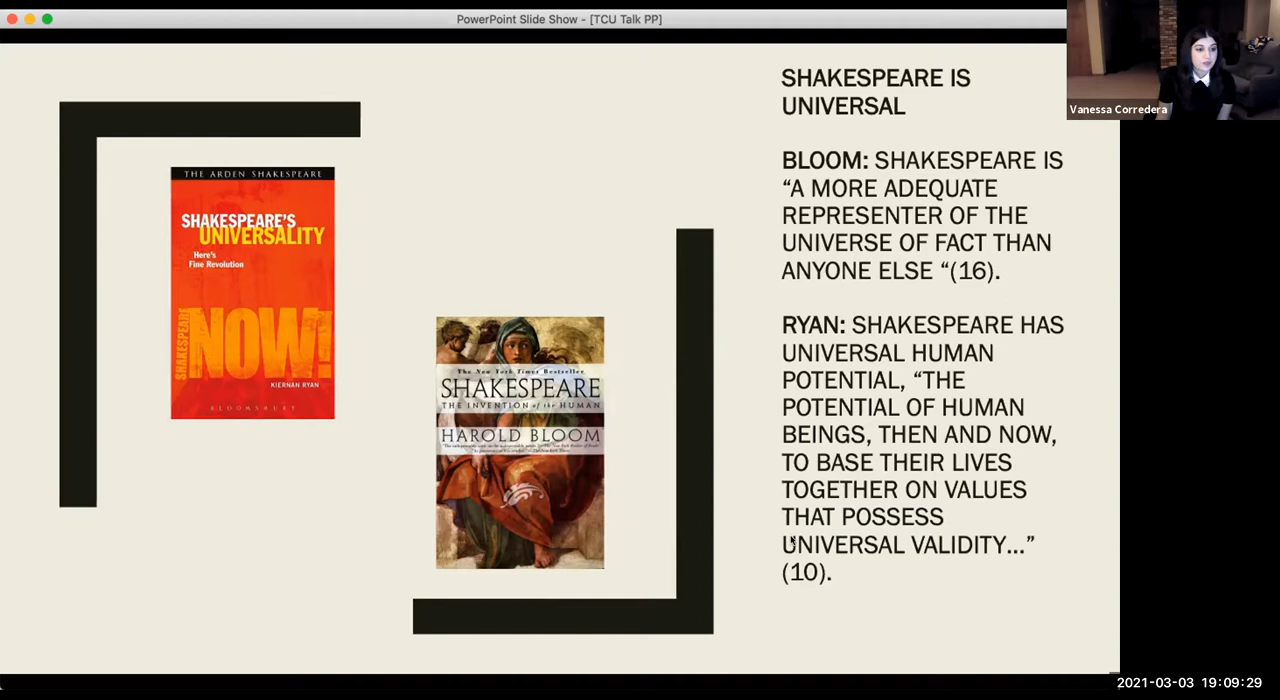 PowerPoint Slide Show - [TCU Talk PP]
Vanessa Corredera
THE ARDEN SHAKESPEARE
SHAKESPEARE'S
UNIVERSALITY
Here's
Fine Revolution
SHAKESPEARE
NOW!
KIERNAN RYAN
BLOOMSBURY
The New York Times Bestseller
SHAKESPEARE
THE INVENTION of the HUMAN
HAROLD BLOOM
SHAKESPEARE IS
UNIVERSAL
BLOOM: SHAKESPEARE IS
“A MORE ADEQUATE
REPRESENTER OF THE
UNIVERSE OF FACT THAN
ANYONE ELSE “(16).
RYAN: SHAKESPEARE HAS
UNIVERSAL HUMAN
POTENTIAL, “THE
POTENTIAL OF HUMAN
BEINGS, THEN AND NOW,
TO BASE THEIR LIVES
TOGETHER ON VALUES
THAT POSSESS
UNIVERSAL VALIDITY...”
(10).
2021-03-03 19:09:29